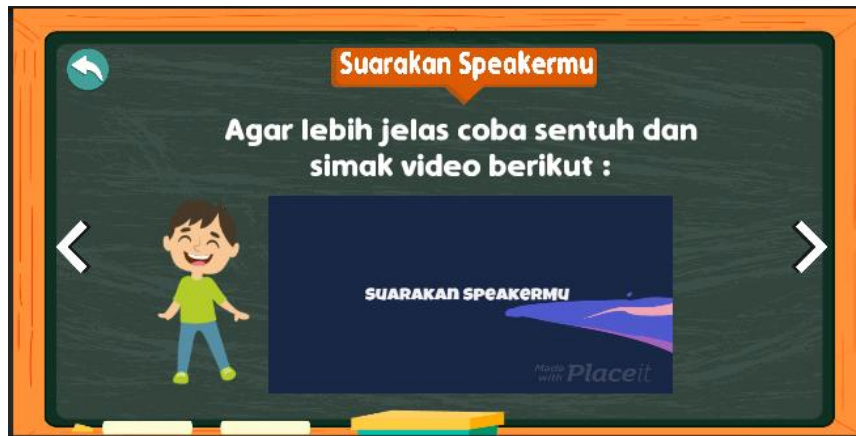 Suarakan Speakermu
Agar lebih jelas coba sentuh dan
simak video berikut :
SUARAKAN SPEAKERMU
Made
with Placeit